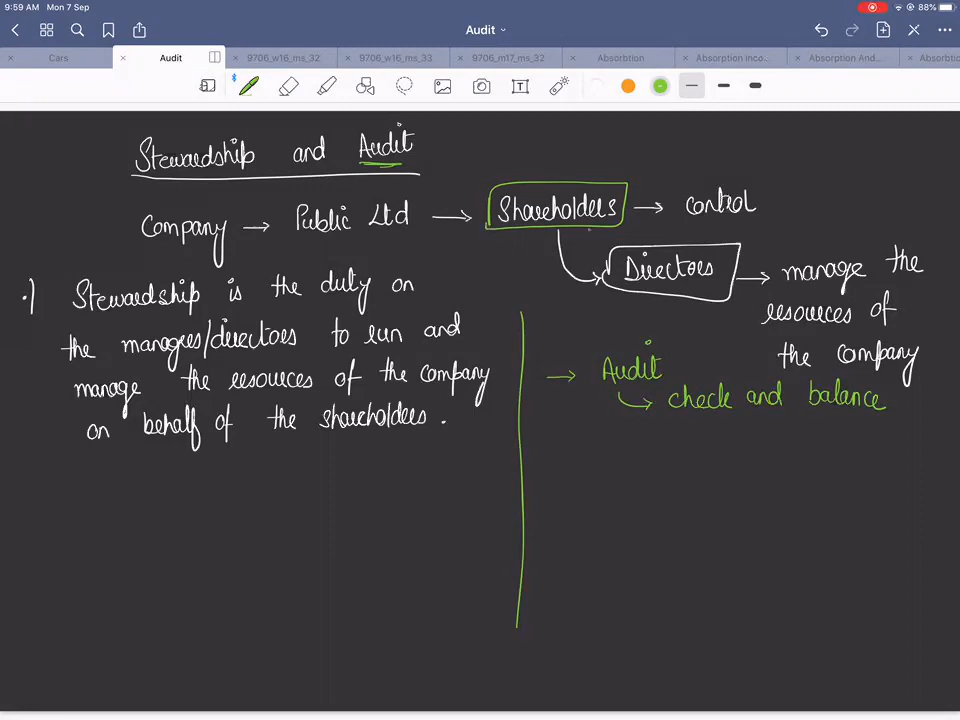 9:59 AM Mon 7 Sep
88%
Audit
Cars
Audit
9706_w16_ms_32
9706_w16_ms_33
9706_m17_ms_32
Absorbtion
Absorption Inco...
Absorption And...
Absorbtio
Stewardship and Audit
Company → Public Ltd → Shareholders → control
Directors → manage the
resources of
the company
.) Stewardship is the duty on
the managers/directors to run and
manage the resources of the company
on behalf of the shareholders.
→ Audit
↳ check and balance